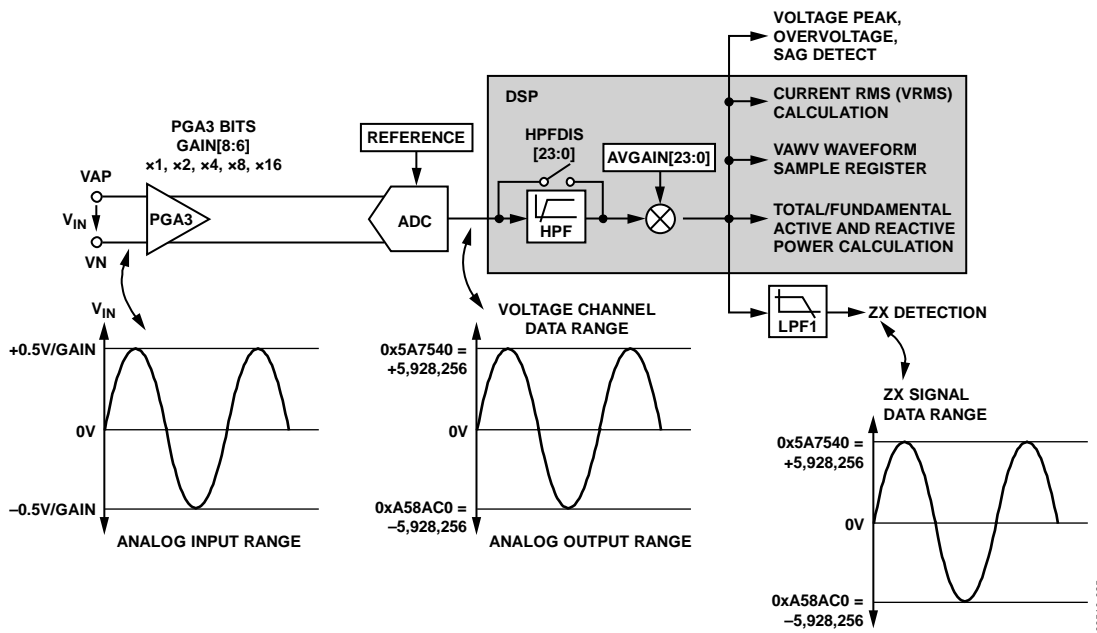 VOLTAGE PEAK,
OVERVOLTAGE,
SAG DETECT
DSP
CURRENT RMS (VRMS)
CALCULATION
PGA3 BITS
GAIN[8:6]
×1, ×2, ×4, ×8, ×16
REFERENCE
HPFDIS
[23:0]
AVGAIN[23:0]
VAWV WAVEFORM
SAMPLE REGISTER
VAP
VIN
VN
PGA3
ADC
HPF
TOTAL/FUNDAMENTAL
ACTIVE AND REACTIVE
POWER CALCULATION
LPF1
ZX DETECTION
VIN
+0.5V/GAIN
0V
–0.5V/GAIN
ANALOG INPUT RANGE
VOLTAGE CHANNEL
DATA RANGE
0x5A7540 =
+5,928,256
0V
0xA58AC0 =
–5,928,256
ANALOG OUTPUT RANGE
ZX SIGNAL
DATA RANGE
0x5A7540 =
+5,928,256
0V
0xA58AC0 =
–5,928,256